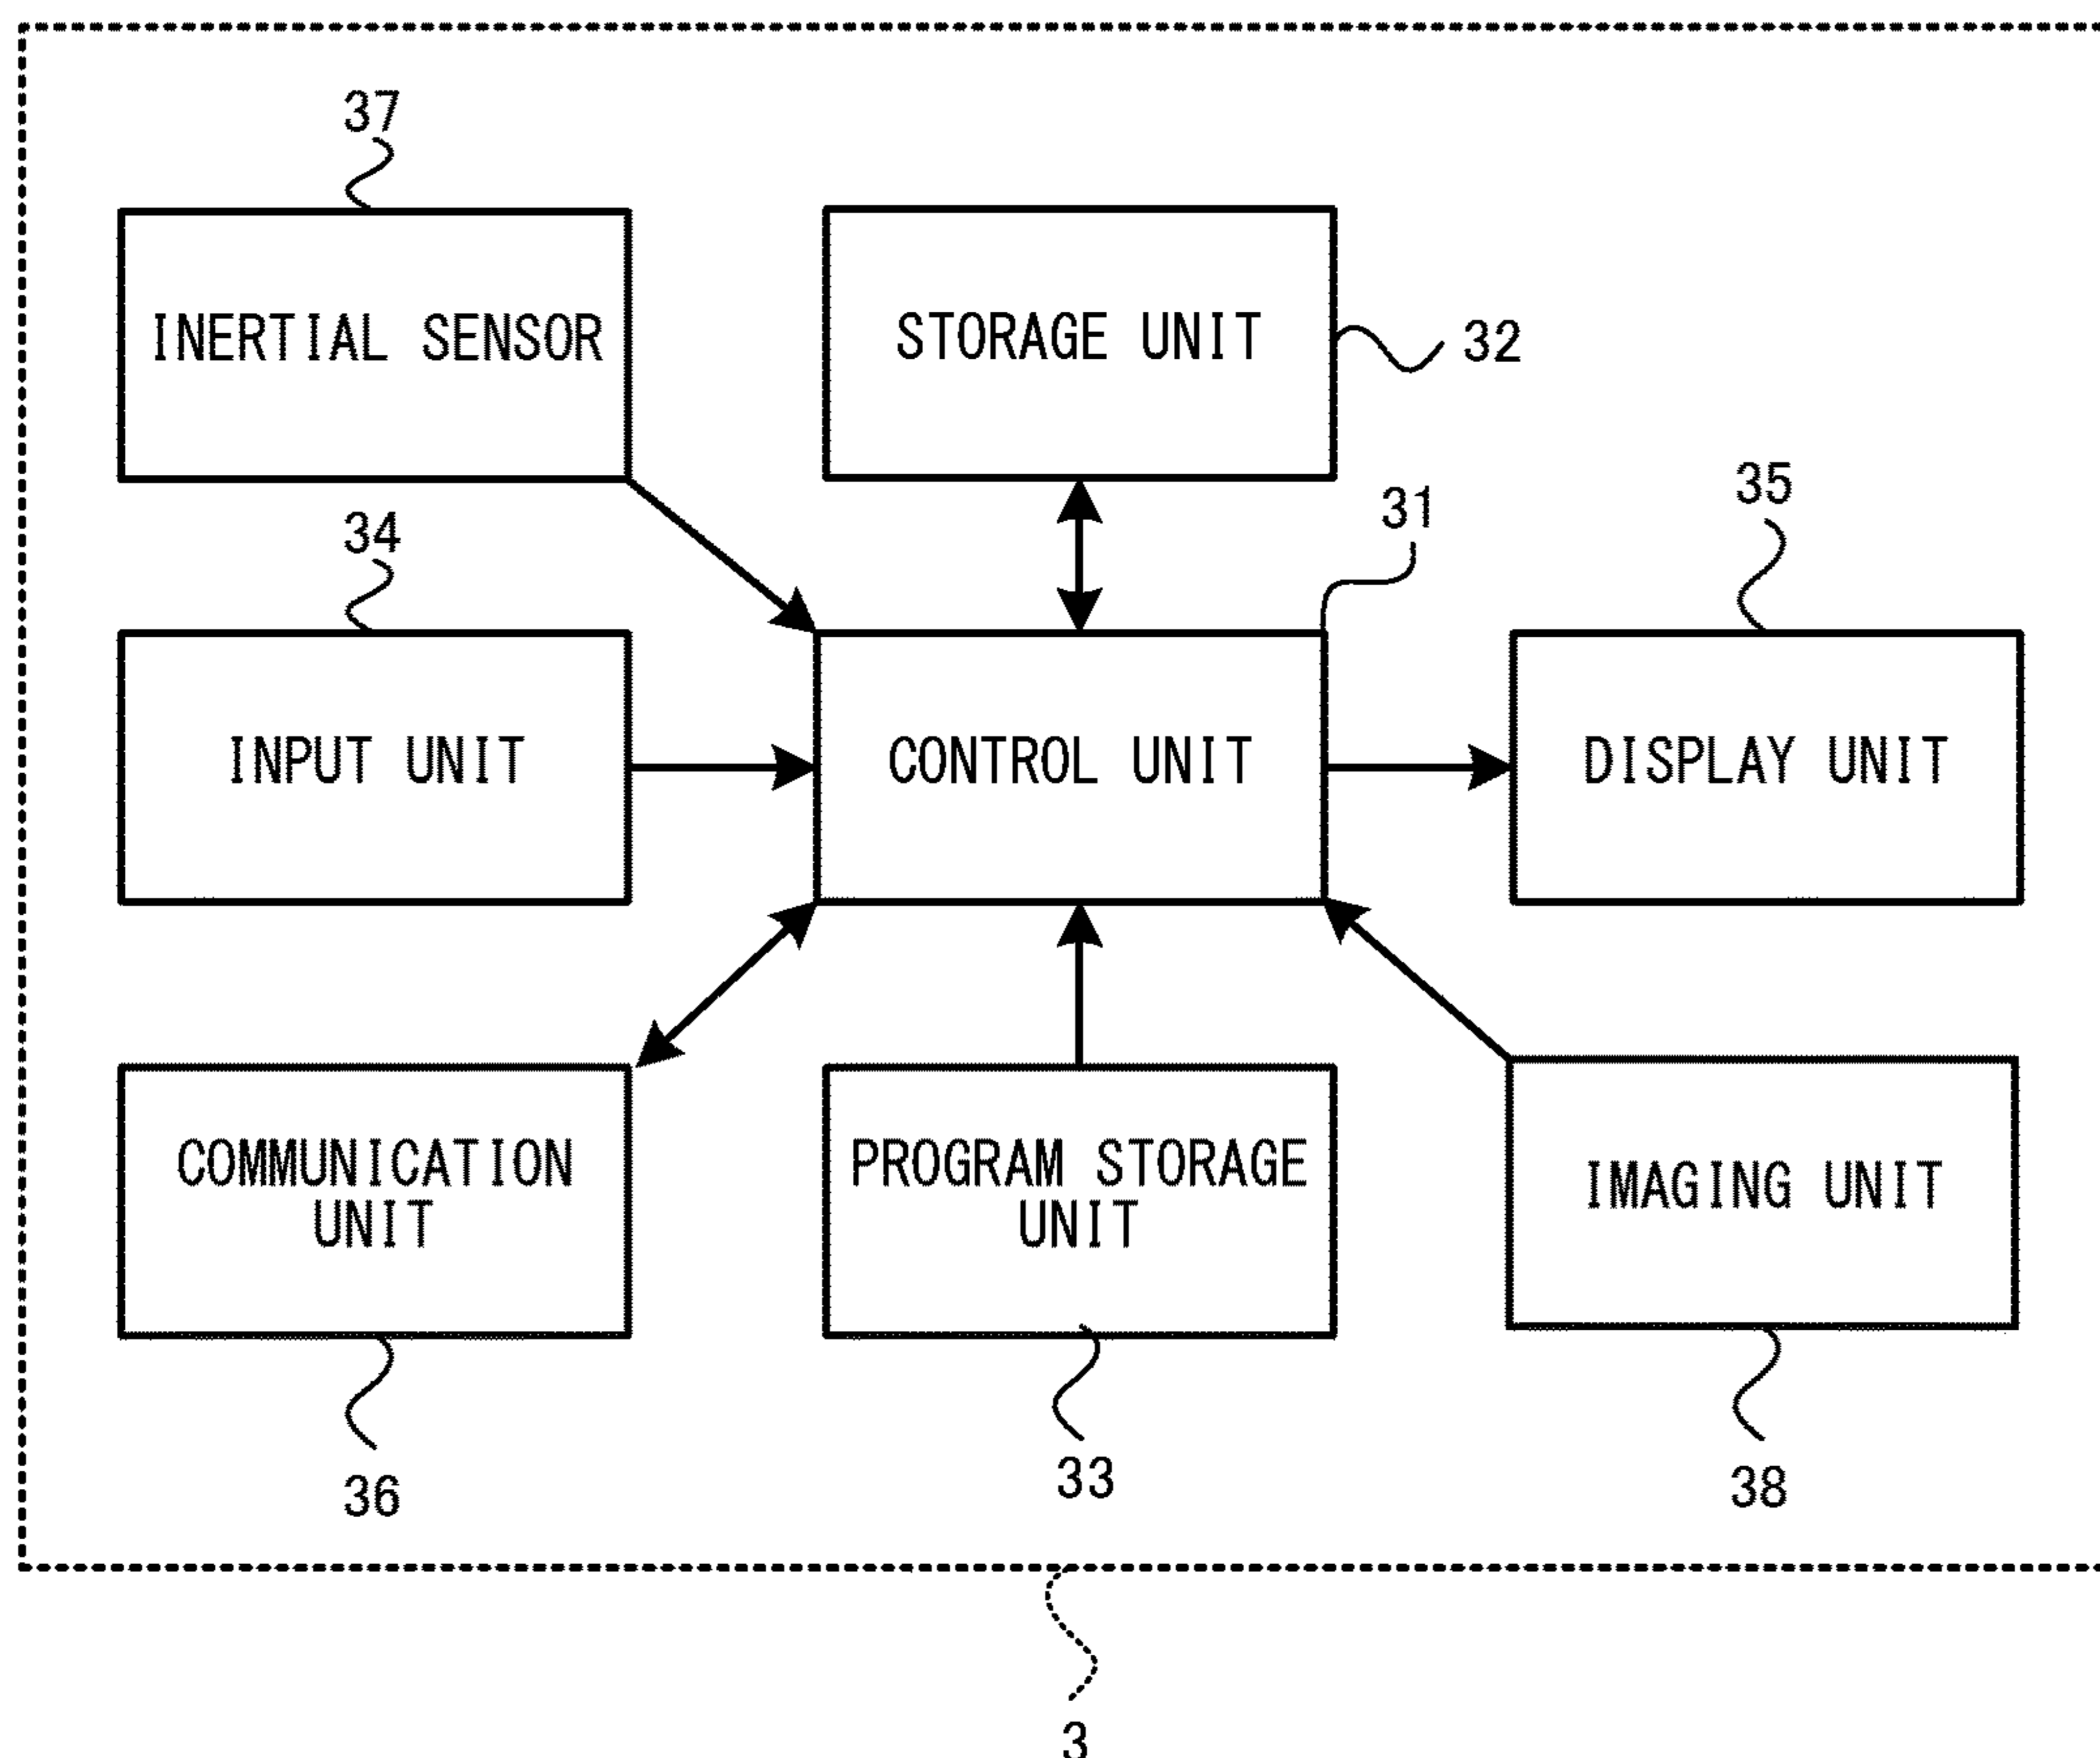 37
INERTIAL SENSOR
STORAGE UNIT
32
34
31
35
INPUT UNIT
CONTROL UNIT
DISPLAY UNIT
COMMUNICATION
UNIT
PROGRAM STORAGE
UNIT
IMAGING UNIT
36
33
38
3